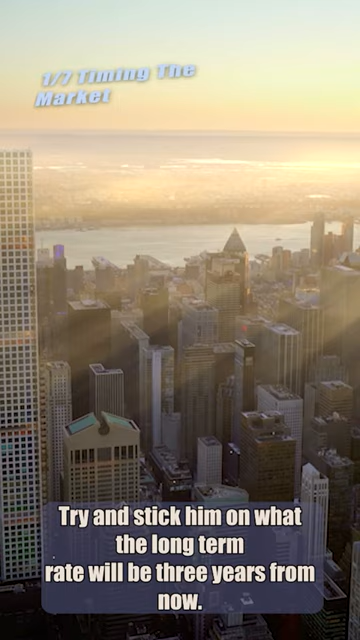 1/7 Timing The
Market
Try and stick him on what
the long term
rate will be three years from
now.